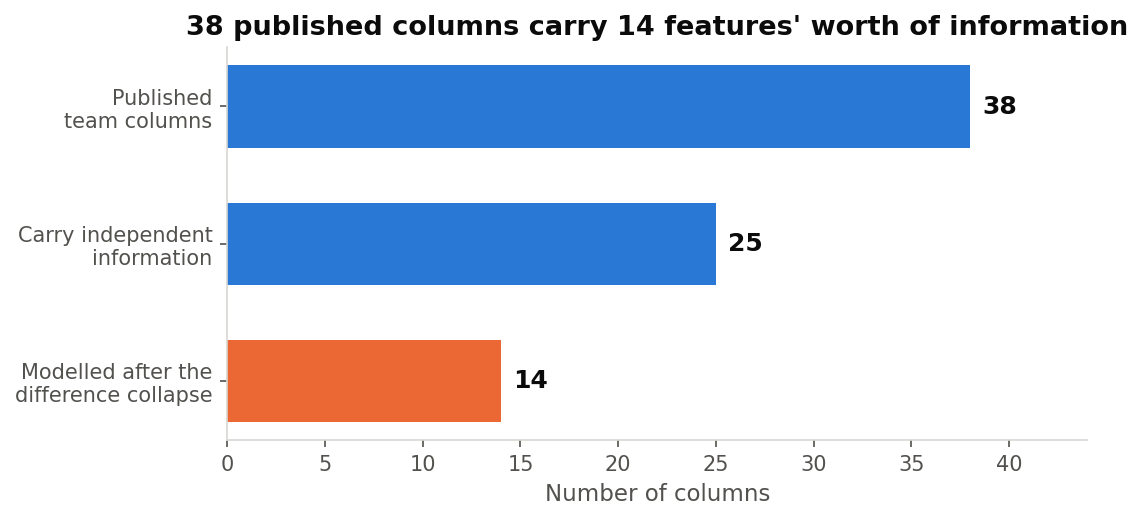 38 published columns carry 14 features' worth of information
Published
team columns
38
Carry independent
information
25
Modelled after the
difference collapse
14
0 5 10 15 20 25 30 35 40
Number of columns